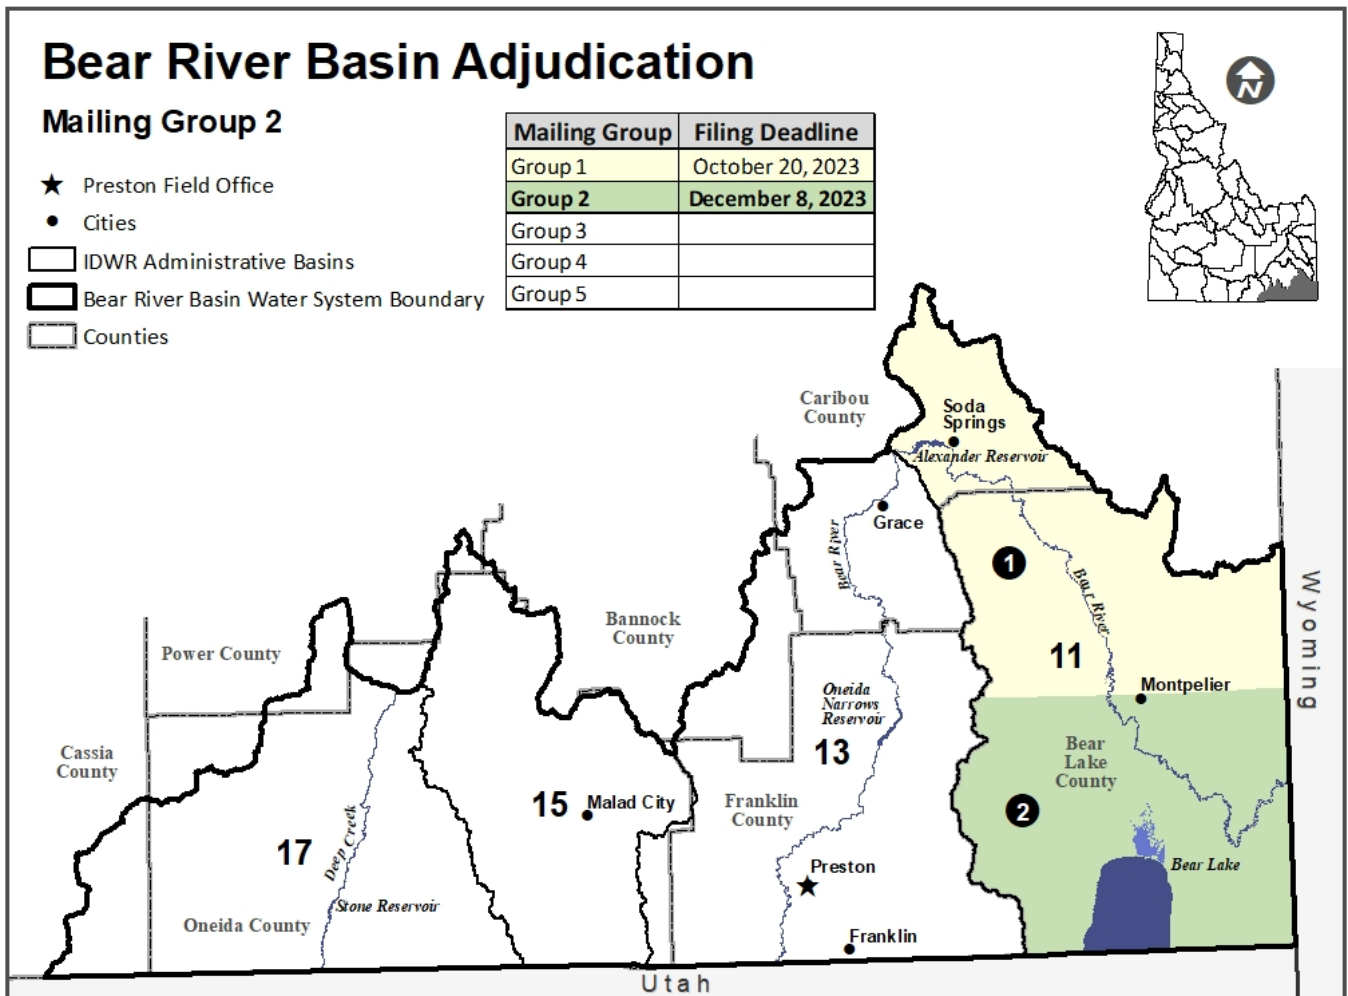 Bear River Basin Adjudication
Mailing Group 2
N
Mailing Group Filing Deadline
Group 1 October 20, 2023
Group 2 December 8, 2023
Group 3
Group 4
Group 5
Preston Field Office
Cities
IDWR Administrative Basins
Bear River Basin Water System Boundary
Counties
Caribou
County
Soda
Springs
Alexander Reservoir
Grace
Bear River
1
Bear River
Wyoming
Bannock
County
Power County
11
Montpelier
Oneida
Narrows
Reservoir
13
Cassia
County
Bear
Lake
County
15
Malad City
Franklin
County
2
17
Deep Creek
Preston
Bear Lake
Stone Reservoir
Oneida County
Franklin
Utah